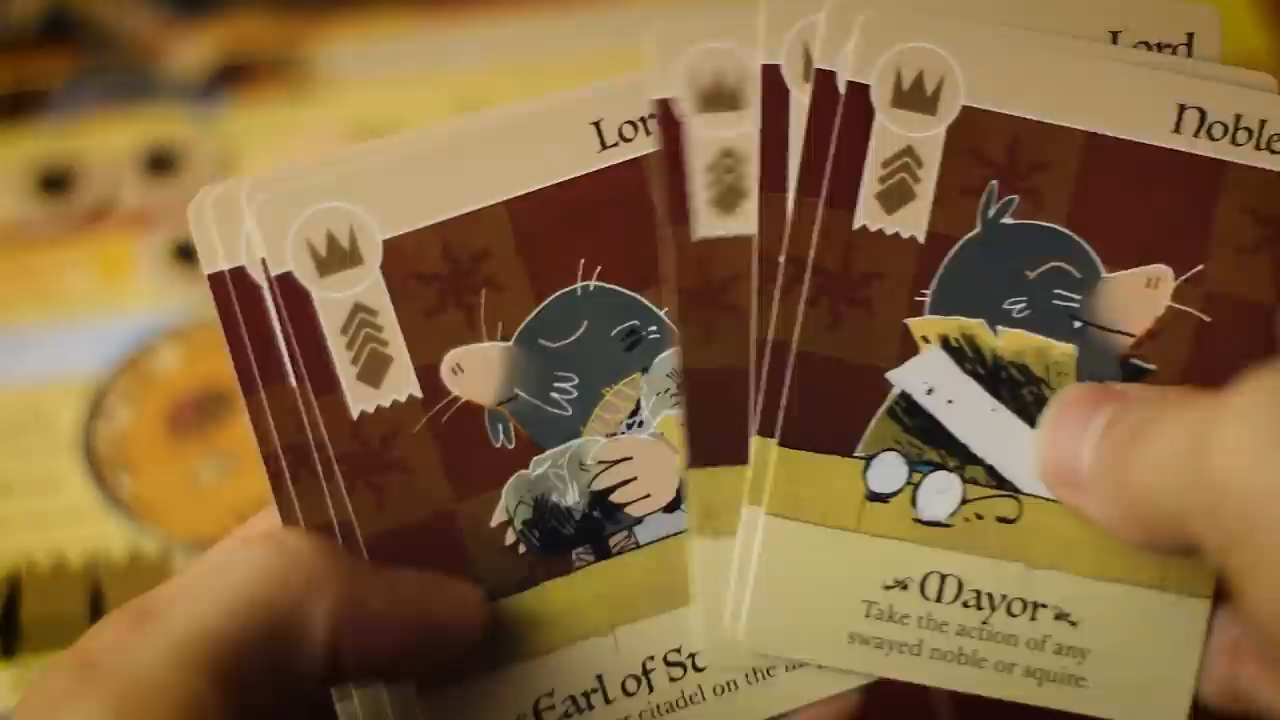 Lord
Noble
Lor
Mayor
Take the action of any
swayed noble or squire.
Earl of St
citadel on the